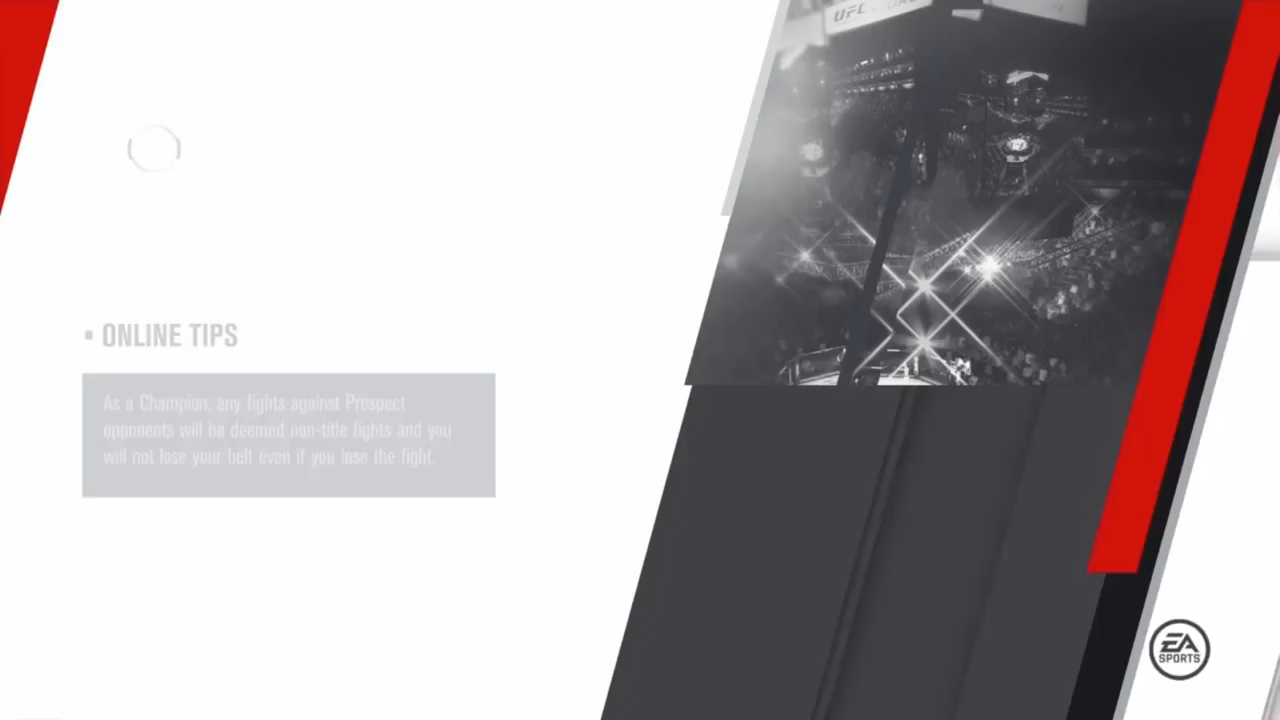 UFC
ONLINE TIPS
As a Champion, any fights against Prospect
opponents will be deemed non-title fights and you
will not lose your belt even if you lose the fight.
EA
SPORTS